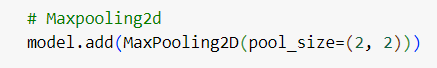 # Maxpooling2d
model.add(MaxPooling2D(pool_size=(2, 2)))